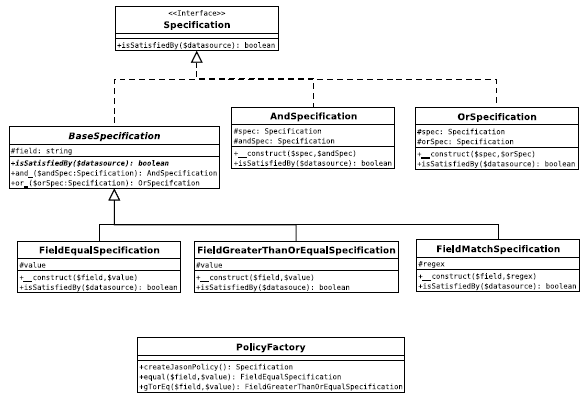 <<Interface>>
Specification
+isSatisfiedBy($datasource): boolean
AndSpecification
#spec: Specification
#andSpec: Specification
+__construct($spec,$andSpec)
+isSatisfiedBy($datasource): boolean
OrSpecification
#spec: Specification
#orSpec: Specification
+__construct($spec,$orSpec)
+isSatisfiedBy($datasource): boolean
BaseSpecification
#field: string
+isSatisfiedBy($datasource): boolean
+and_($andSpec:Specification): AndSpecification
+or_($orSpec:Specification): OrSpecifcation
FieldEqualSpecification
#value
+__construct($field,$value)
+isSatisfiedBy($datasouce): boolean
FieldGreaterThanOrEqualSpecification
#value
+__construct($field,$value)
+isSatisfiedBy($datasouce): boolean
FieldMatchSpecification
#regex
+__construct($field,$regex)
+isSatisfiedBy($datasource): boolean
PolicyFactory
+createJasonPolicy(): Specification
+equal($field,$value): FieldEqualSpecification
+gTorEq($field,$value): FieldGreaterThanOrEqualSpecification